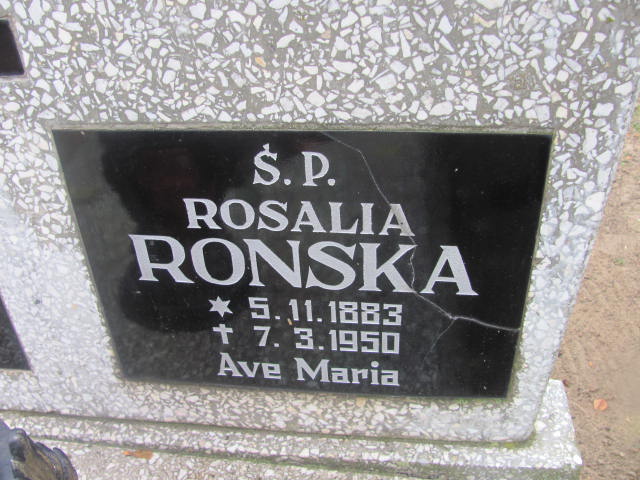 Ś. P.
ROSALIA
RONSKA
✶ 5. 11. 1883
✝ 7. 3. 1950
Ave Maria